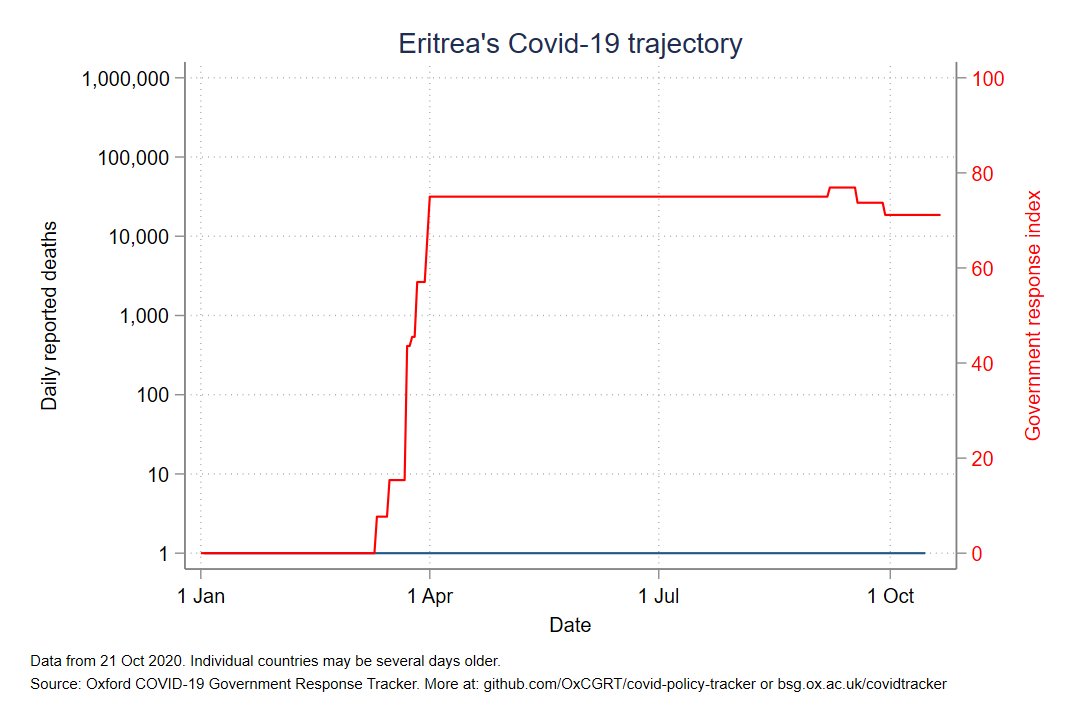 Eritrea's Covid-19 trajectory
1,000,000
100,000
10,000
1,000
100
10
1
Daily reported deaths
100
80
60
40
20
0
Government response index
1 Jan
1 Apr
1 Jul
1 Oct
Date
Data from 21 Oct 2020. Individual countries may be several days older.
Source: Oxford COVID-19 Government Response Tracker. More at: github.com/OxCGRT/covid-policy-tracker or bsg.ox.ac.uk/covidtracker